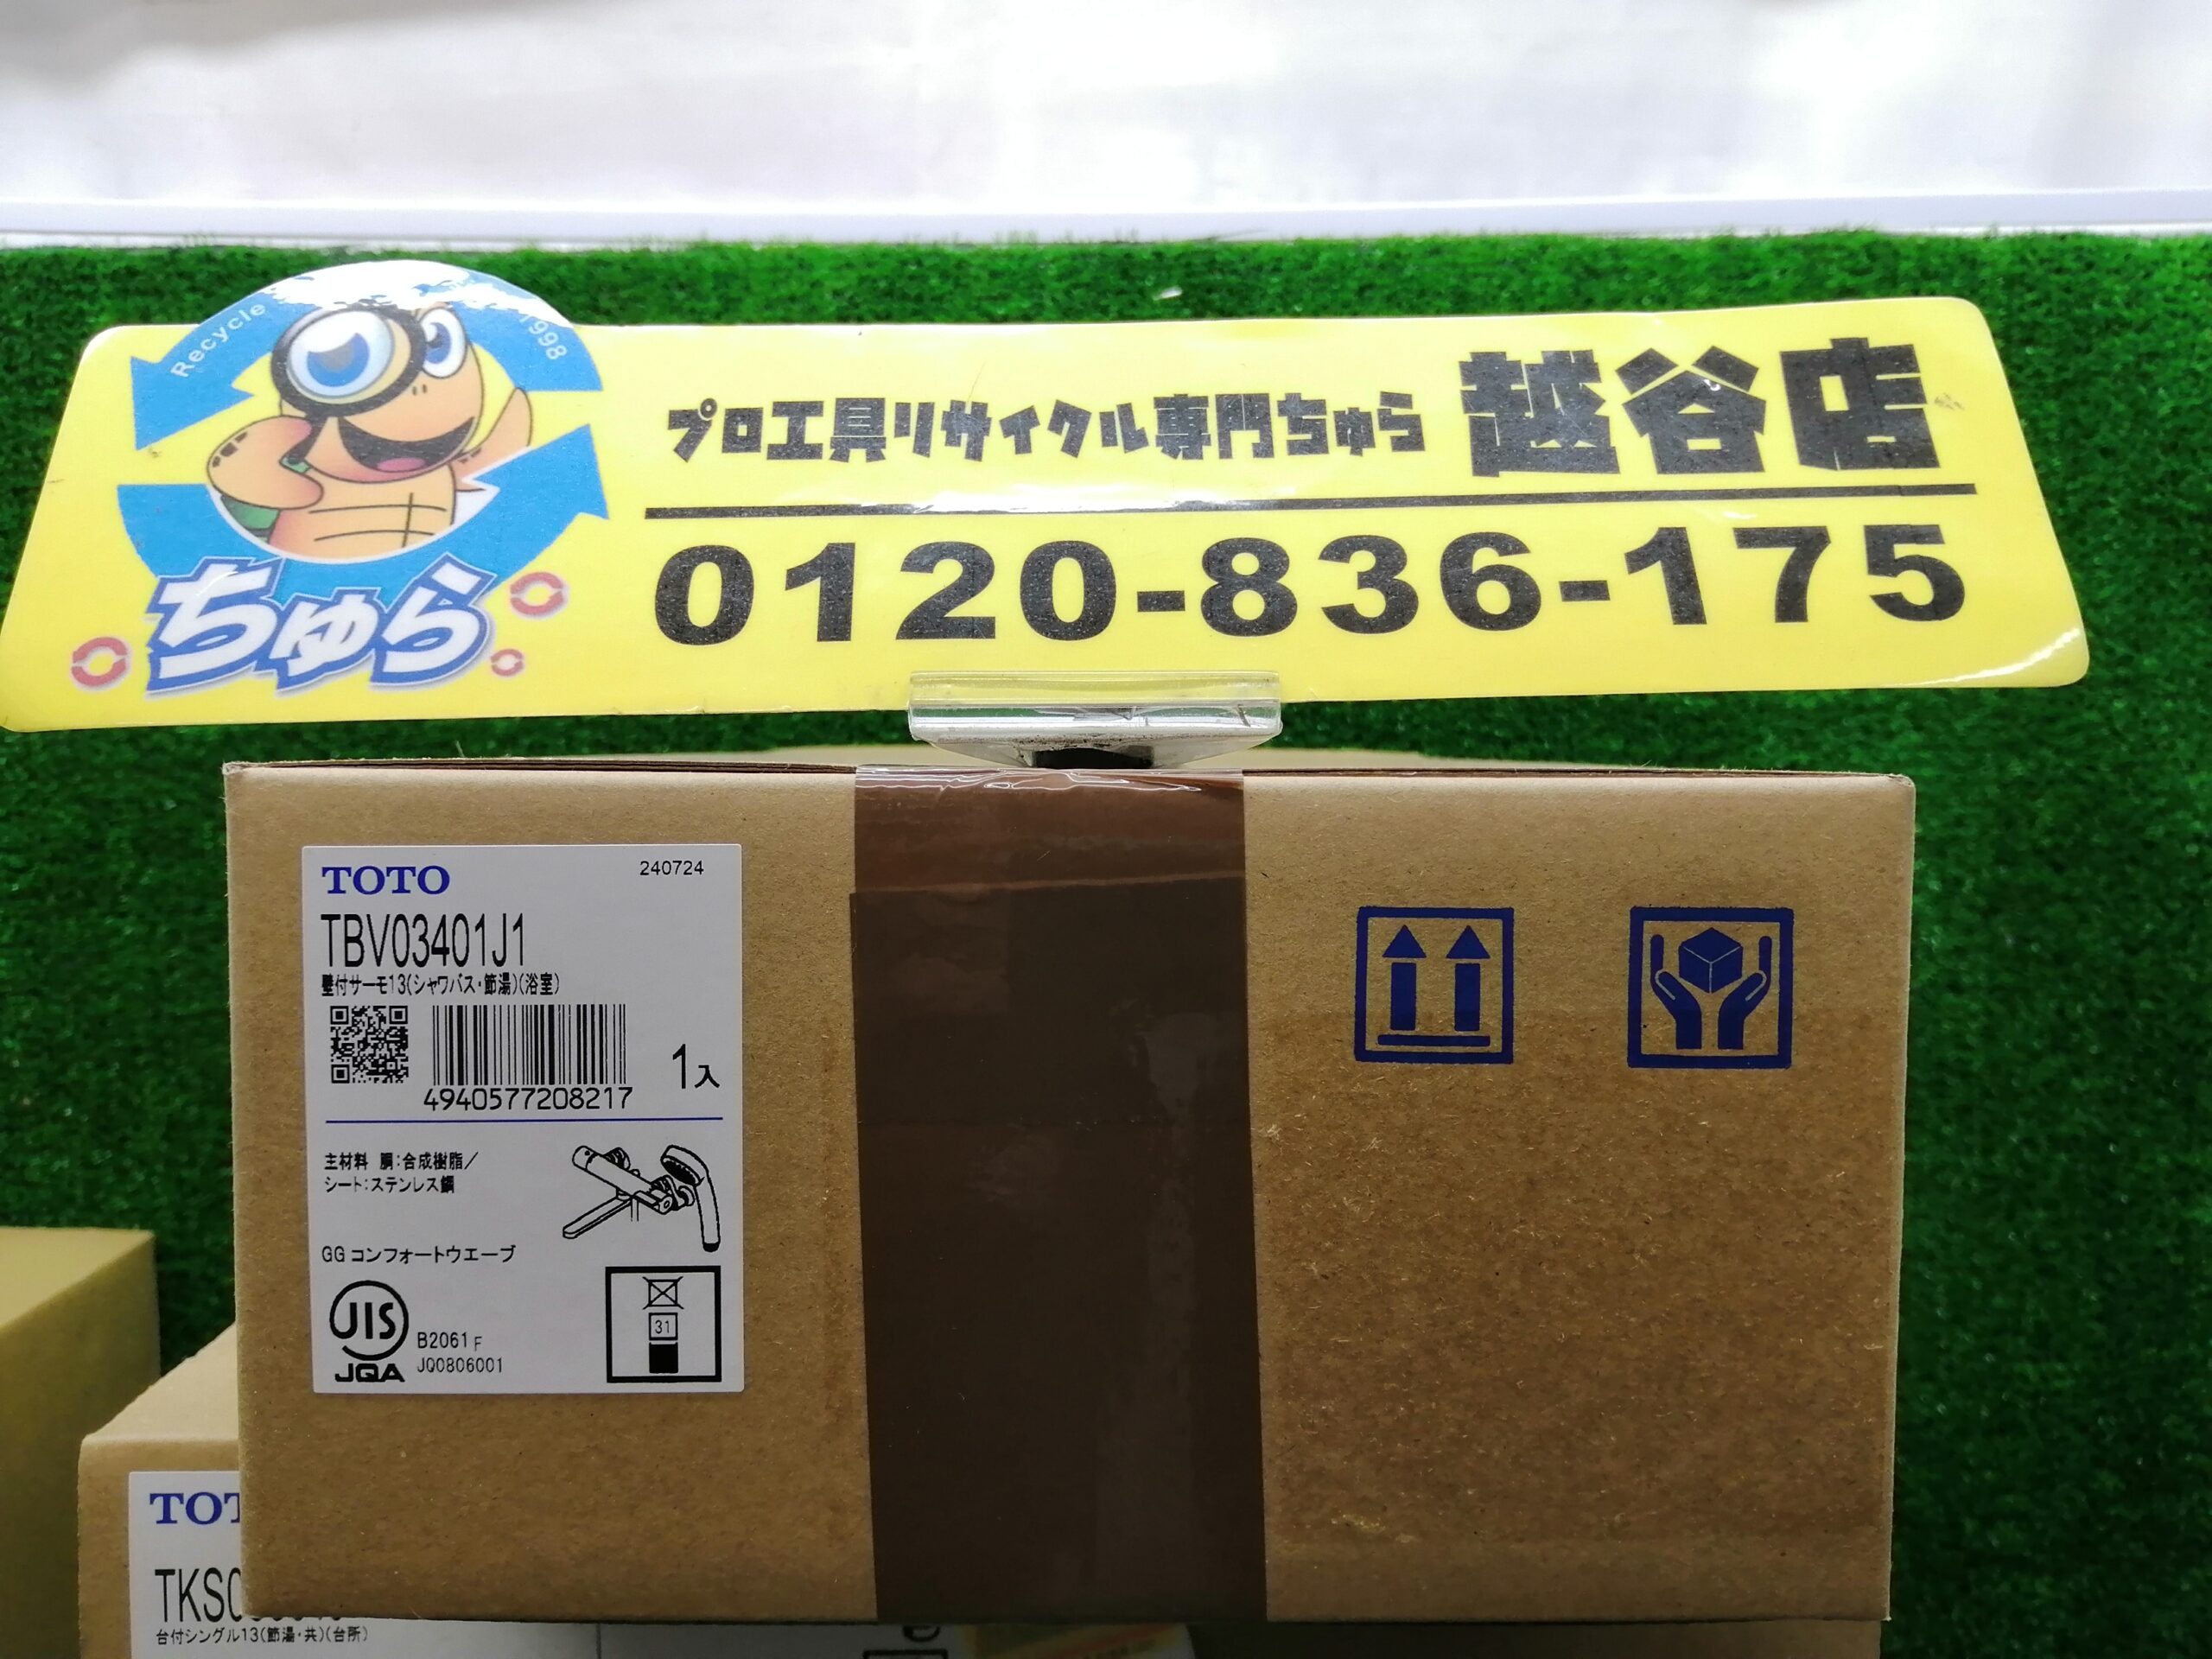 Recycle 1998
ちゅら
プロ工具リサイクル専門ちゅら 越谷店
0120-836-175
TOTO 240724
TBV03401J1
壁付サーモ13(シャワバス・節湯)(浴室)
4940577208217 1入
主材料 胴:合成樹脂/
シート:ステンレス鋼
GG コンフォートウエーブ
JIS
JQA
B2061 F
JQ0806001
31
TOT
TKS
台付シングル13(節湯・共)(台所)